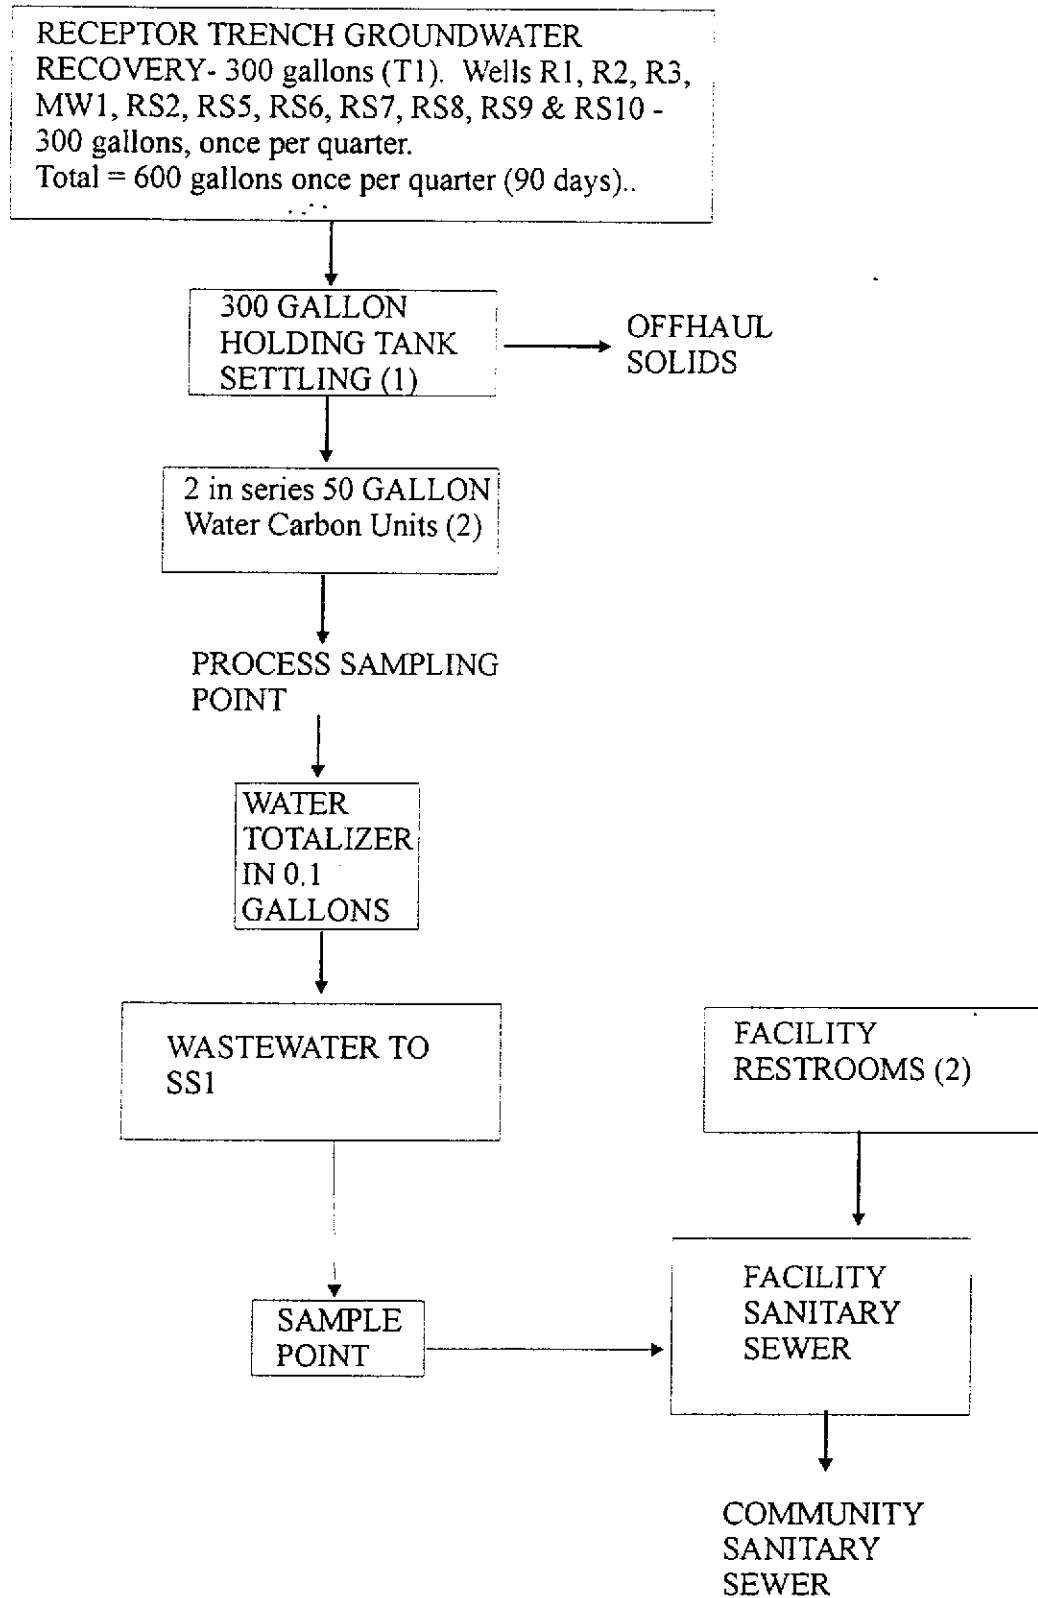 RECEPTOR TRENCH GROUNDWATER
RECOVERY- 300 gallons (T1). Wells R1, R2, R3,
MW1, RS2, RS5, RS6, RS7, RS8, RS9 & RS10 -
300 gallons, once per quarter.
Total = 600 gallons once per quarter (90 days)..
300 GALLON
HOLDING TANK
SETTLING (1)
OFFHAUL
SOLIDS
2 in series 50 GALLON
Water Carbon Units (2)
PROCESS SAMPLING
POINT
WATER
TOTALIZER
IN 0.1
GALLONS
WASTEWATER TO
SS1
FACILITY
RESTROOMS (2)
SAMPLE
POINT
FACILITY
SANITARY
SEWER
COMMUNITY
SANITARY
SEWER